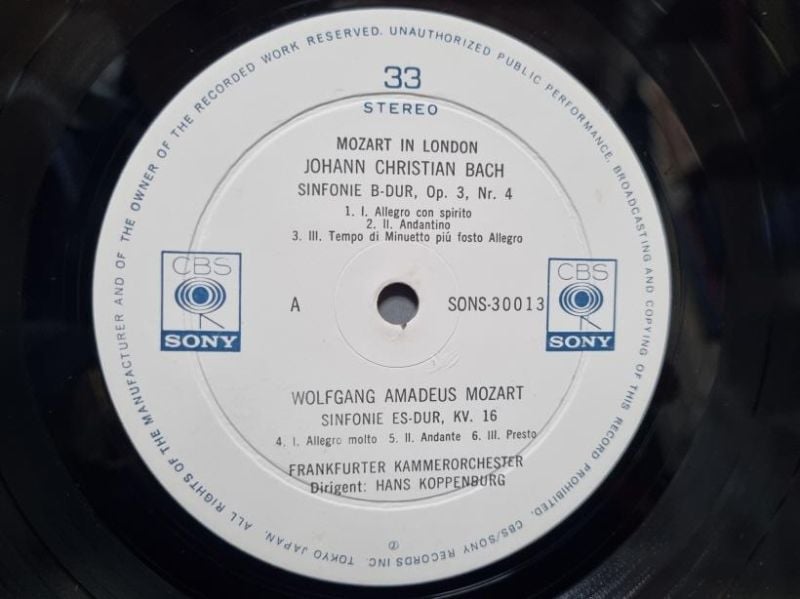 ALL RIGHTS OF THE MANUFACTURER AND OF THE OWNER OF THE RECORDED WORK RESERVED. UNAUTHORIZED PUBLIC PERFORMANCE, BROADCASTING AND COPYING OF THIS RECORD PROHIBITED. CBS/SONY RECORDS INC. TOKYO JAPAN.
33
STEREO
MOZART IN LONDON
JOHANN CHRISTIAN BACH
SINFONIE B-DUR, Op. 3, Nr. 4
1. I. Allegro con spirito
2. II. Andantino
3. III. Tempo di Minuetto piú fosto Allegro
CBS
SONY
A
SONS-30013
CBS
SONY
WOLFGANG AMADEUS MOZART
SINFONIE ES-DUR, KV. 16
4. I. Allegro molto 5. II. Andante 6. III. Presto
FRANKFURTER KAMMERORCHESTER
Dirigent: HANS KOPPENBURG